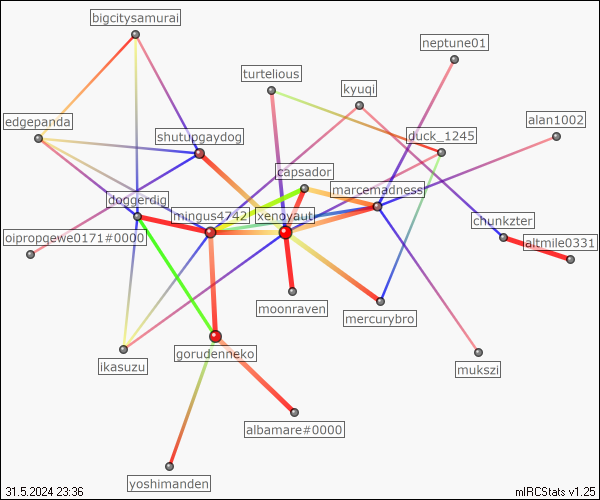 bigcitysamurai
neptune01
turtelious
kyuqi
edgepanda
alan1002
shutupgaydog
duck_1245
capsador
marcemadness
doggerdig
mingus4742
xenoyaut
chunkzter
oipropqewe0171#0000
altmile0331
moonraven
mercurybro
gorudenneko
ikasuzu
mukszi
albamare#0000
yoshimanden
31.5.2024 23:36
mIRCStats v1.25